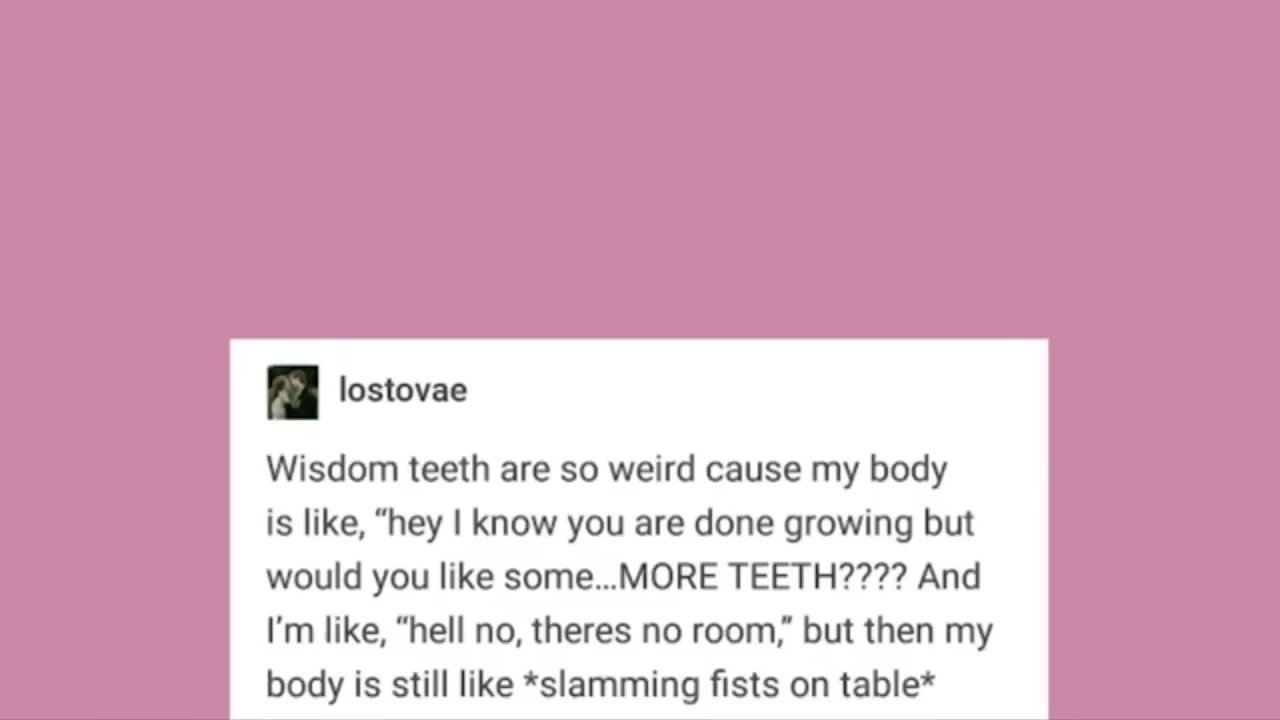 lostovae
Wisdom teeth are so weird cause my body
is like, “hey I know you are done growing but
would you like some...MORE TEETH???? And
I’m like, “hell no, theres no room,” but then my
body is still like *slamming fists on table*